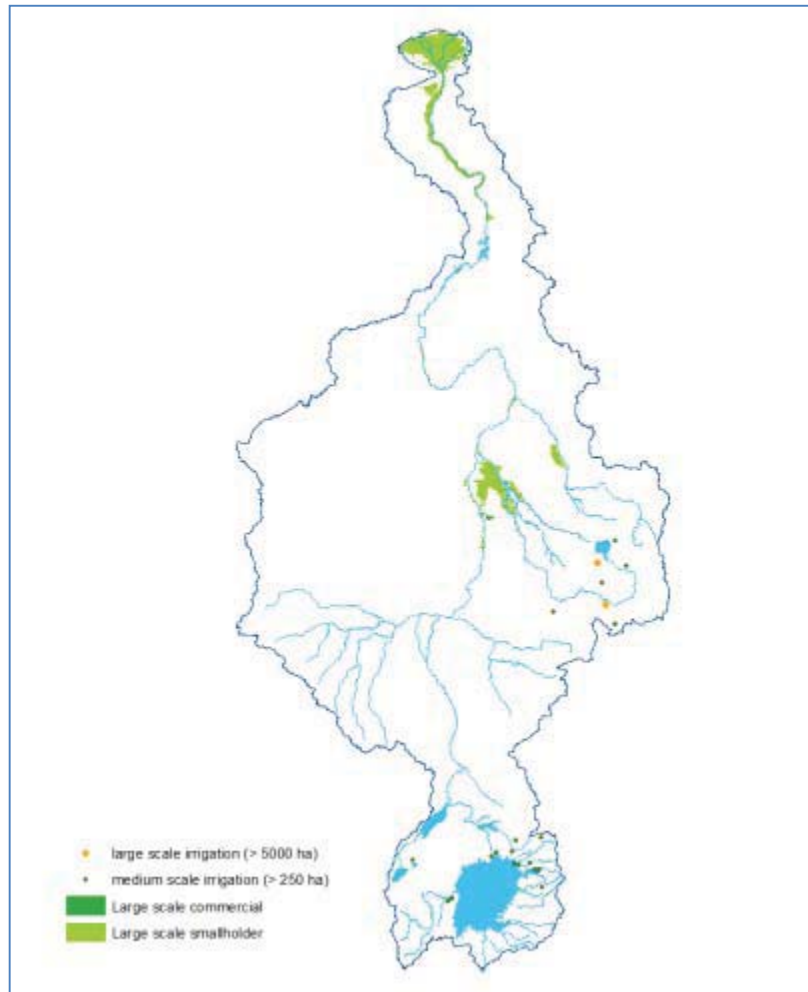 large scale irrigation (> 5000 ha)
medium scale irrigation (> 250 ha)
Large scale commercial
Large scale smallholder